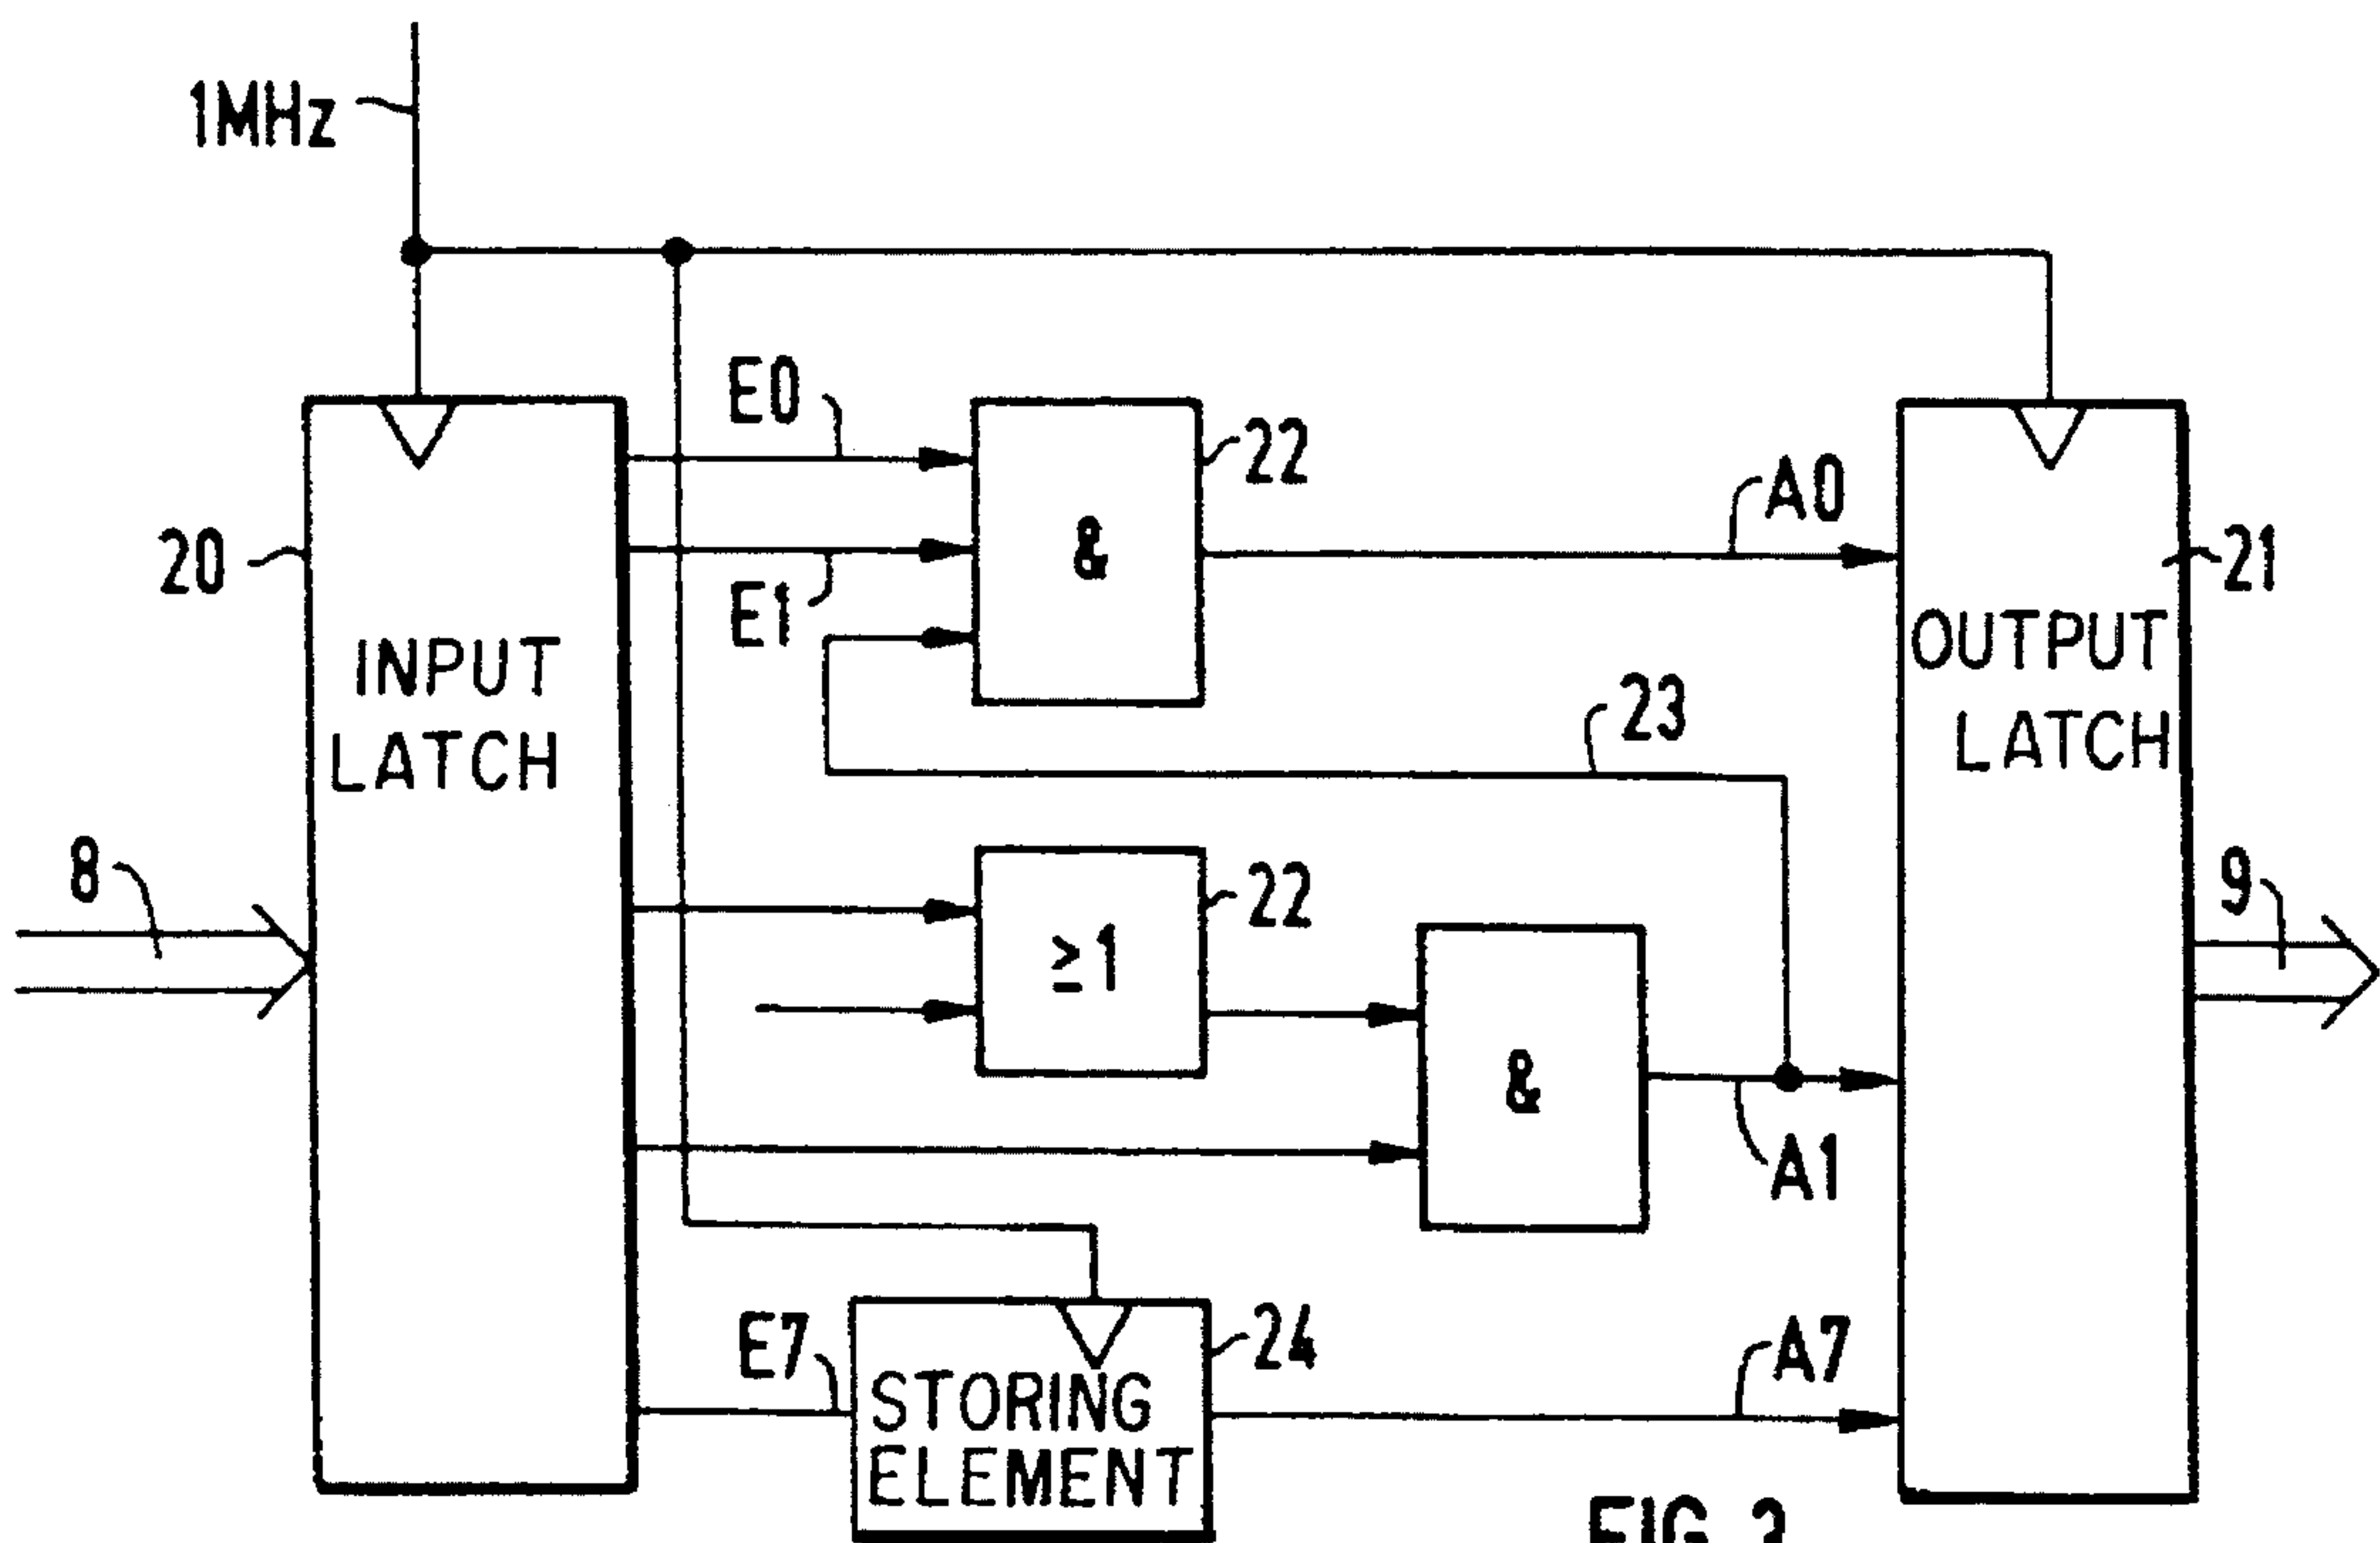 1MHz
E0
22
A0
&
20
21
E1
INPUT
LATCH
OUTPUT
LATCH
23
8
22
9
≥1
&
A1
E7
24
A7
STORING
ELEMENT